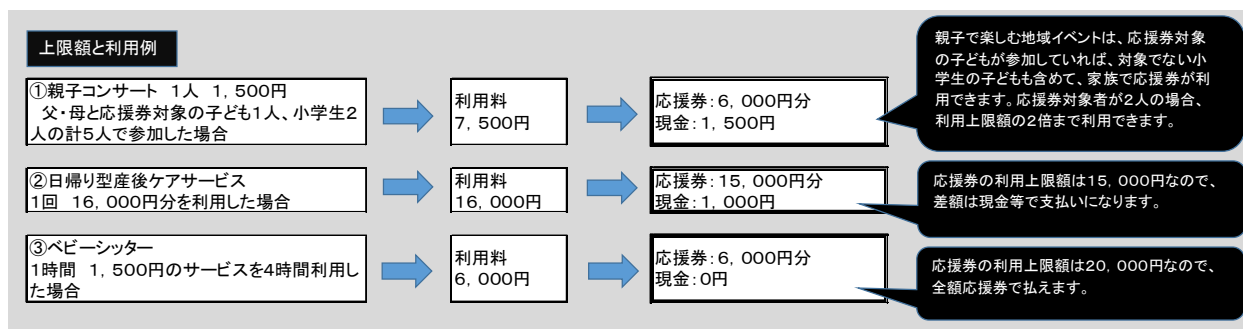 上限額と利用例
①親子コンサート 1人 1,500円
父・母と応援券対象の子ども1人、小学生2
人の計5人で参加した場合
利用料
7,500円
応援券:6,000円分
現金:1,500円
親子で楽しむ地域イベントは、応援券対象
の子どもが参加していれば、対象でない小
学生の子どもも含めて、家族で応援券が利
用できます。応援券対象者が2人の場合、
利用上限額の2倍まで利用できます。
②日帰り型産後ケアサービス
1回 16,000円分を利用した場合
利用料
16,000円
応援券:15,000円分
現金:1,000円
応援券の利用上限額は15,000円なので、
差額は現金等で支払いになります。
③ベビーシッター
1時間 1,500円のサービスを4時間利用し
た場合
利用料
6,000円
応援券:6,000円分
現金:0円
応援券の利用上限額は20,000円なので、
全額応援券で払えます。